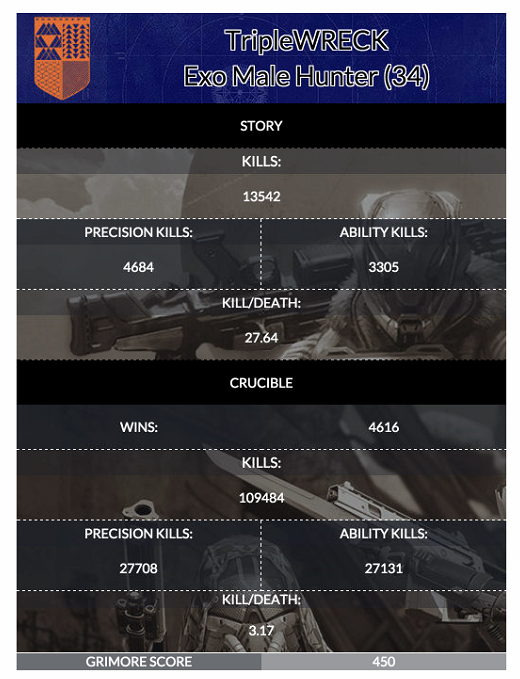 TripleWRECK
Exo Male Hunter (34)
STORY
KILLS:
13542
PRECISION KILLS: ABILITY KILLS:
4684 3305
KILL/DEATH:
27.64
CRUCIBLE
WINS: 4616
KILLS:
109484
PRECISION KILLS: ABILITY KILLS:
27708 27131
KILL/DEATH:
3.17
GRIMORE SCORE 450